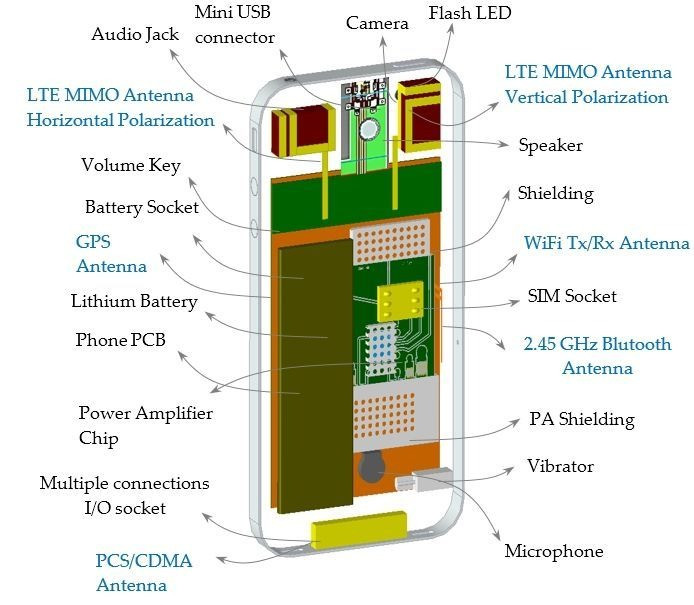 Flash LED
Mini USB
connector
Camera
Audio Jack
LTE MIMO Antenna
Horizontal Polarization
LTE MIMO Antenna
Vertical Polarization
Volume Key
Speaker
Battery Socket
Shielding
GPS
Antenna
WiFi Tx/Rx Antenna
Lithium Battery
SIM Socket
Phone PCB
2.45 GHz Blutooth
Antenna
Power Amplifier
Chip
PA Shielding
Vibrator
Multiple connections
I/O socket
Microphone
PCS/CDMA
Antenna